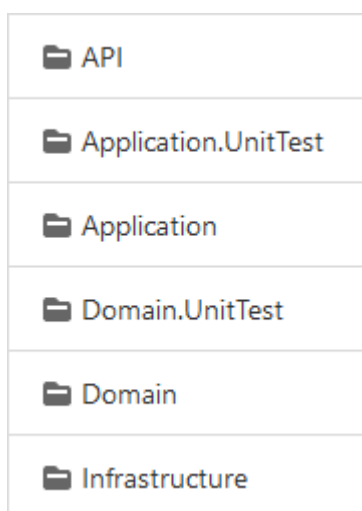 API
Application.UnitTest
Application
Domain.UnitTest
Domain
Infrastructure